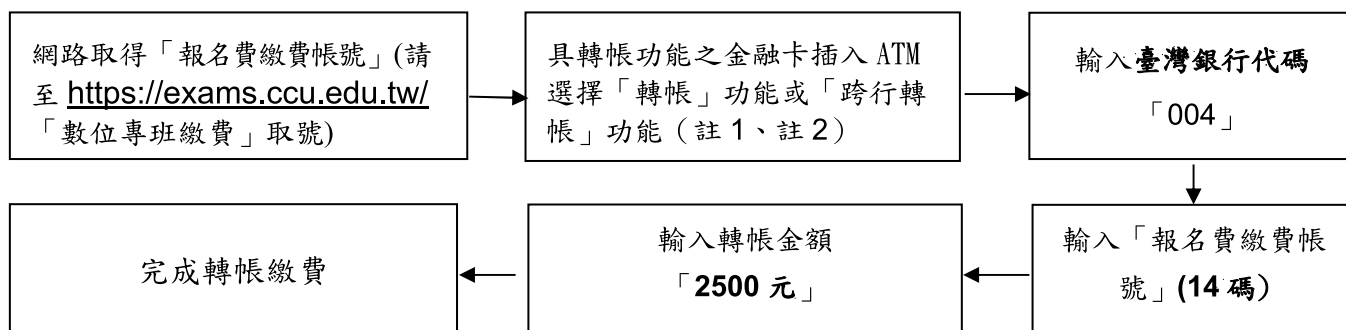 網路取得「報名費繳費帳號」(請
至 https://exams.ccu.edu.tw/
「數位專班繳費」取號)
具轉帳功能之金融卡插入 ATM
選擇「轉帳」功能或「跨行轉
帳」功能（註 1、註 2）
輸入臺灣銀行代碼
「004」
輸入「報名費繳費帳
號」(14 碼)
輸入轉帳金額
「2500 元」
完成轉帳繳費